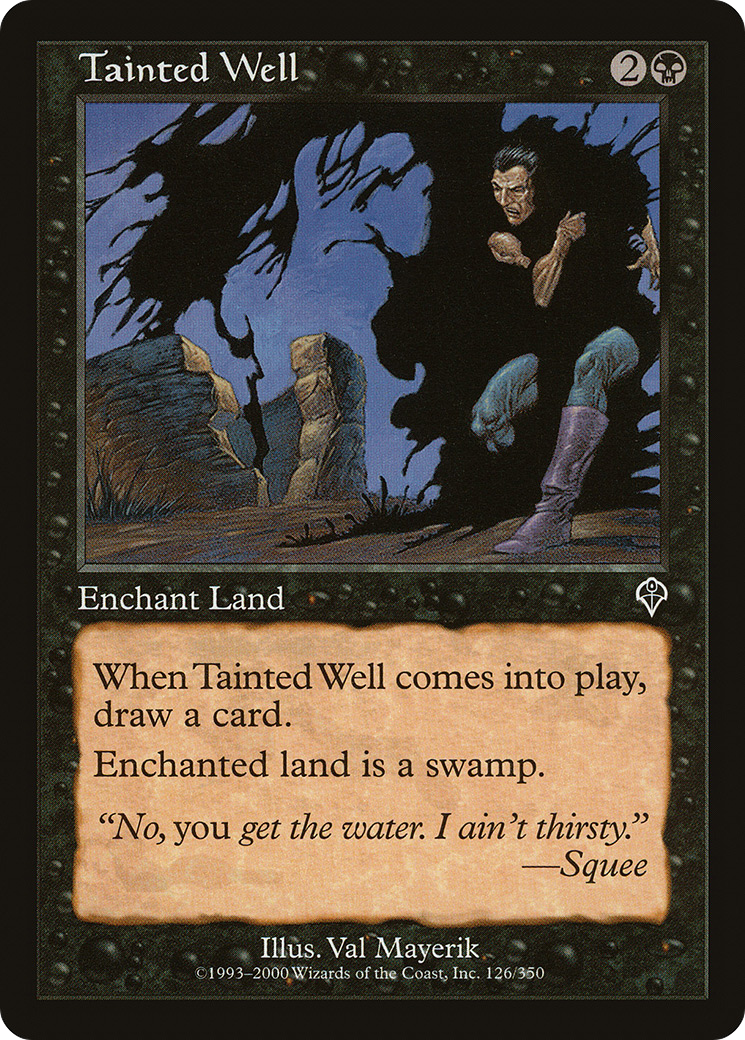 Tainted Well 2
Enchant Land
When Tainted Well comes into play,
draw a card.
Enchanted land is a swamp.
“No, you get the water. I ain’t thirsty.”
—Squee
Illus. Val Mayerik
©1993–2000 Wizards of the Coast, Inc. 126/350